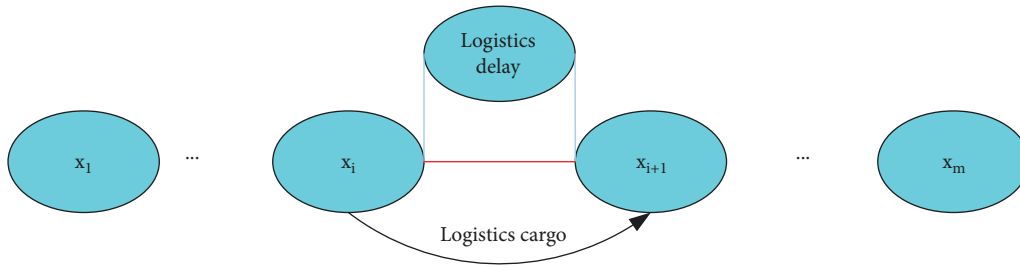 Logistics
delay
x₁ ... xᵢ xᵢ₊₁ ... xₘ
Logistics cargo